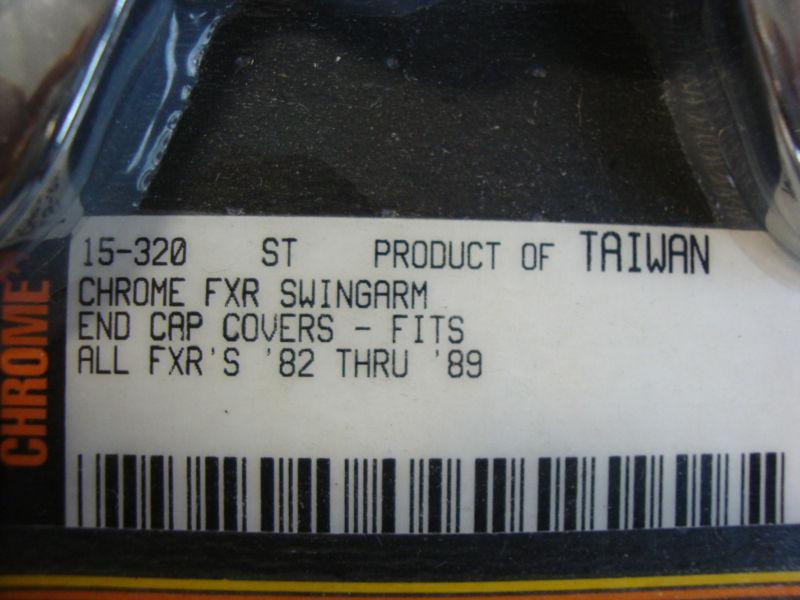 15-320 ST PRODUCT OF TAIWAN
CHROME FXR SWINGARM
END CAP COVERS - FITS
ALL FXR'S '82 THRU '89
CHROME